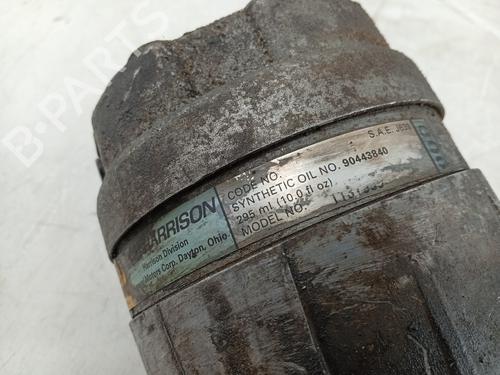 B-PARTS
HARRISON
Harrison Division
Motors Corp. Dayton, Ohio
CODE NO.
SYNTHETIC OIL NO. 90443840
295 ml (10.0 fl oz)
MODEL NO.
S.A.E. J639